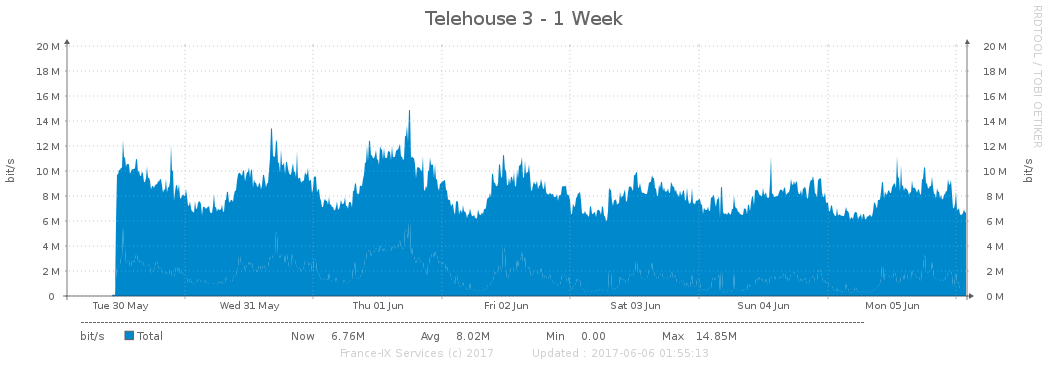 Telehouse 3 - 1 Week
RRDTOOL / TOBI OETIKER
bit/s
20 M 20 M
18 M 18 M
16 M 16 M
14 M 14 M
12 M 12 M
10 M 10 M
8 M 8 M
6 M 6 M
4 M 4 M
2 M 2 M
0 0 M
bit/s
Tue 30 May Wed 31 May Thu 01 Jun Fri 02 Jun Sat 03 Jun Sun 04 Jun Mon 05 Jun
bit/s Total Now 6.76M Avg 8.02M Min 0.00 Max 14.85M
France-IX Services (c) 2017 Updated : 2017-06-06 01:55:13